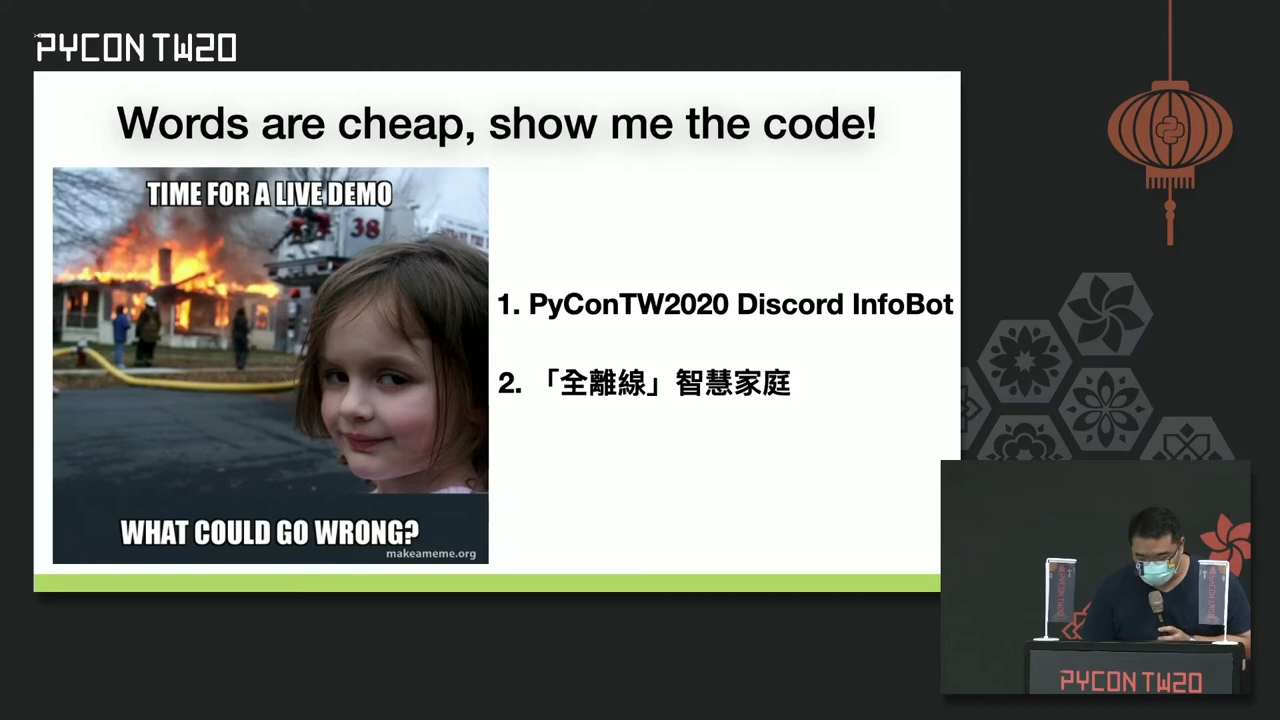 PYCON TW20
Words are cheap, show me the code!
TIME FOR A LIVE DEMO
38
WHAT COULD GO WRONG?
makeameme.org
1. PyConTW2020 Discord InfoBot
2. 「全離線」智慧家庭
PYCON TW20